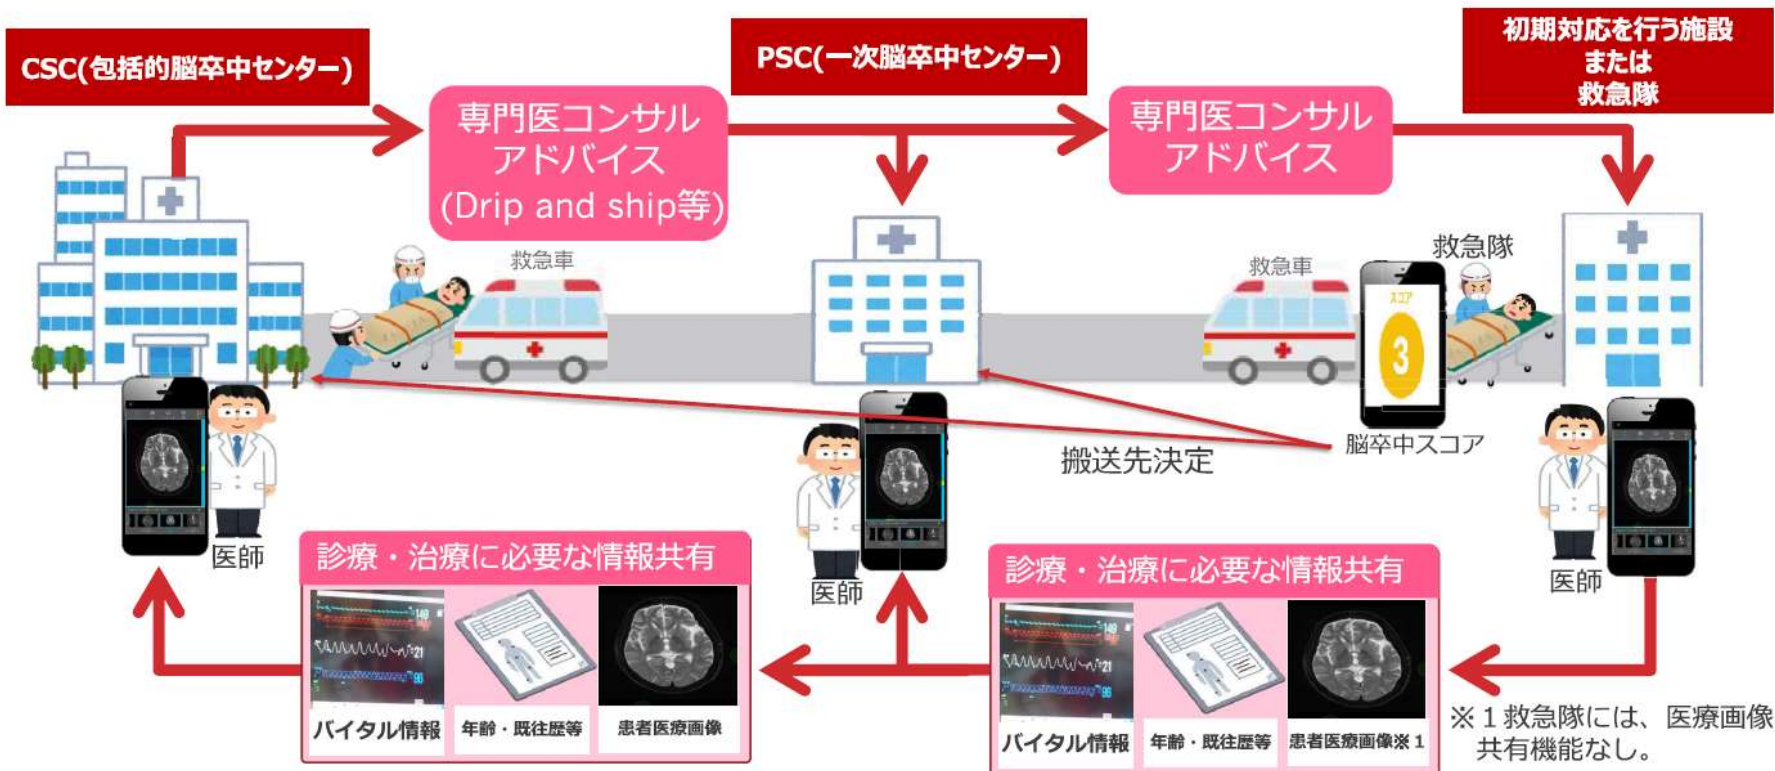 CSC(包括的脳卒中センター)
PSC(一次脳卒中センター)
初期対応を行う施設
または
救急隊
専門医コンサル
アドバイス
(Drip and ship等)
専門医コンサル
アドバイス
救急車
救急車
救急隊
スコア
3
脳卒中スコア
搬送先決定
医師
医師
医師
診療・治療に必要な情報共有
149
21
96
バイタル情報
年齢・既往歴等
患者医療画像
診療・治療に必要な情報共有
149
21
96
バイタル情報
年齢・既往歴等
患者医療画像※1
※1救急隊には、医療画像
共有機能なし。